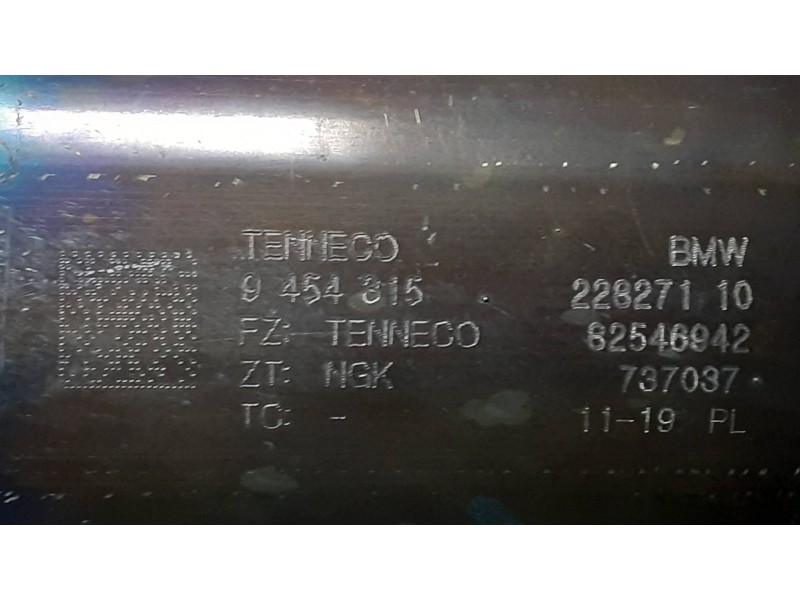 TENNECO BMW
9 454 315 228271 10
FZ: TENNECO 82546942
ZT: NGK 737037
TC: - 11-19 PL